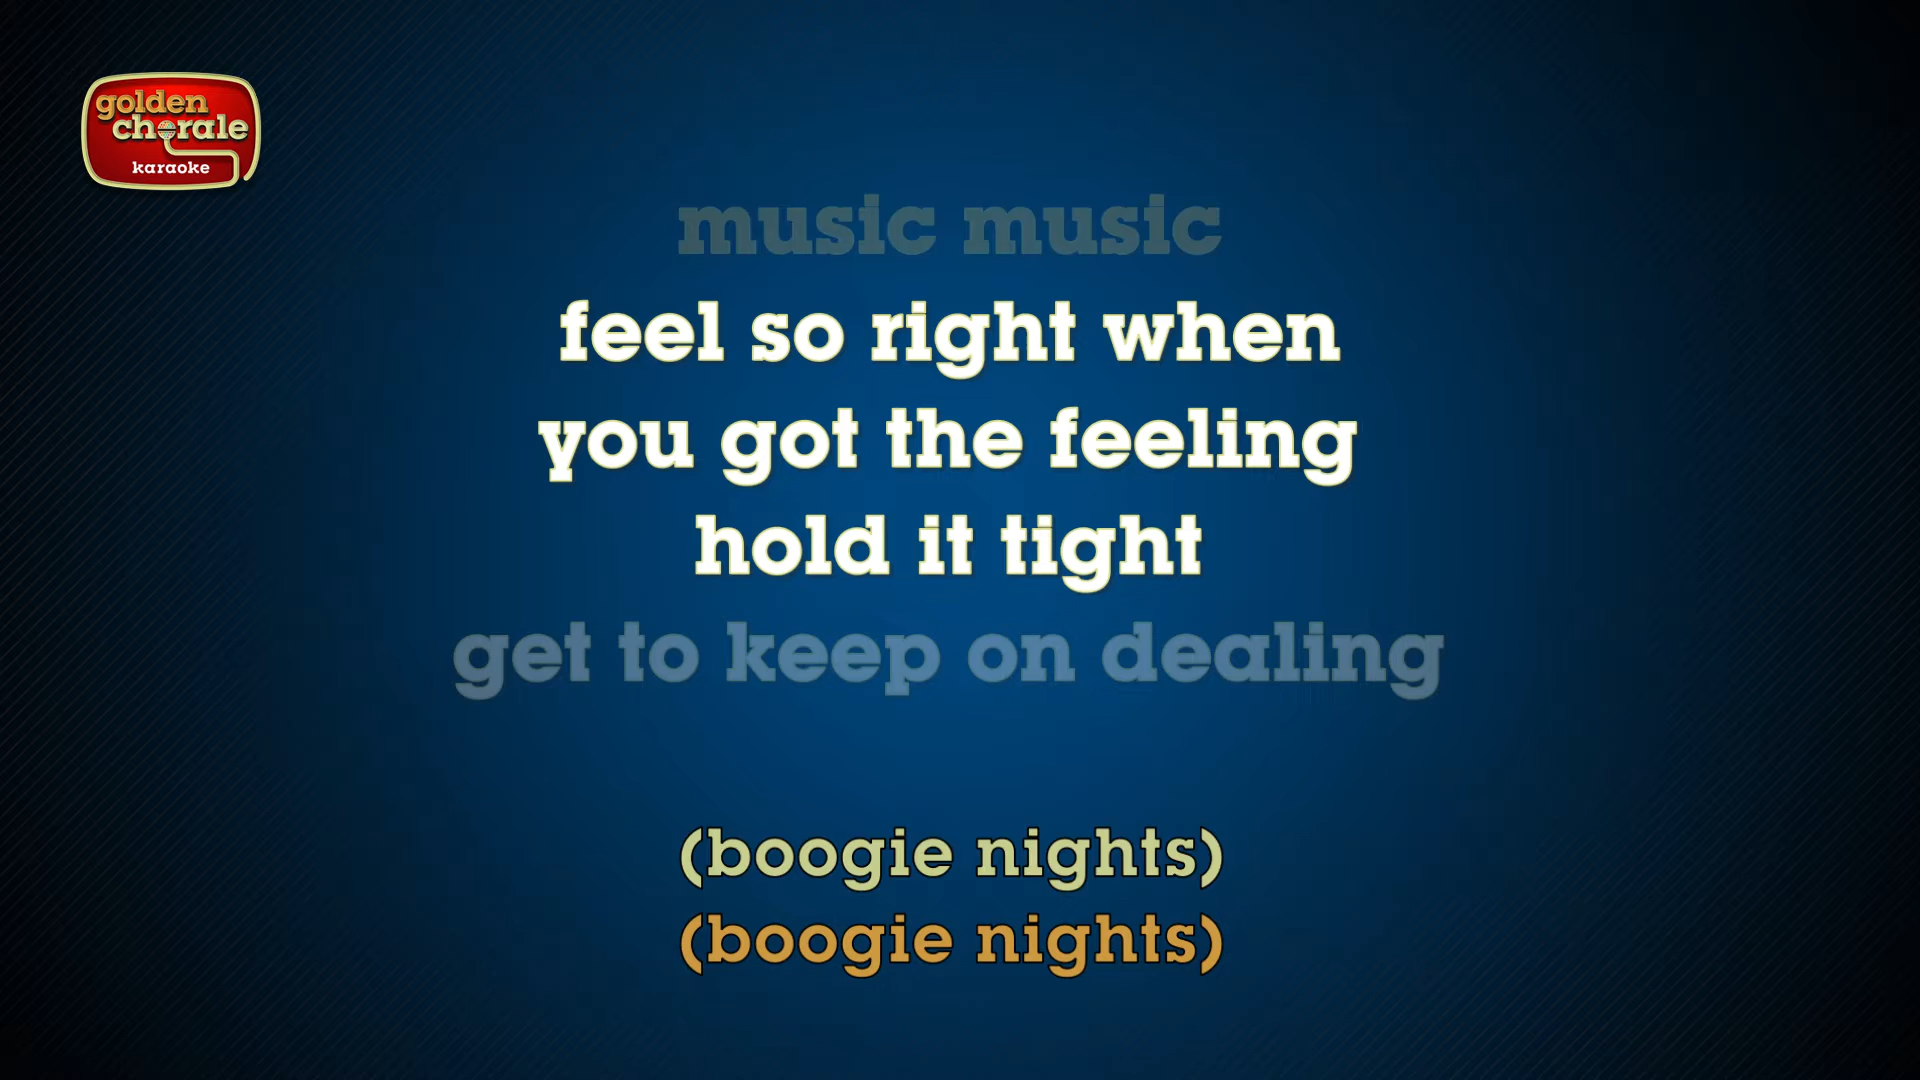 golden
chorale
karaoke
music music
feel so right when
you got the feeling
hold it tight
get to keep on dealing
(boogie nights)
(boogie nights)